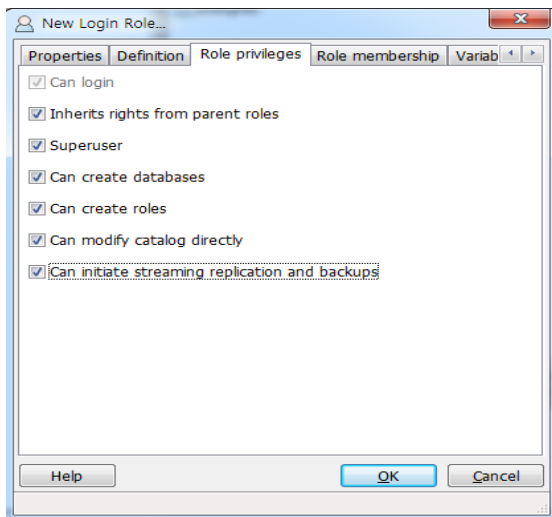 New Login Role...
Properties Definition Role privileges Role membership Variab
Can login
Inherits rights from parent roles
Superuser
Can create databases
Can create roles
Can modify catalog directly
Can initiate streaming replication and backups
Help OK Cancel